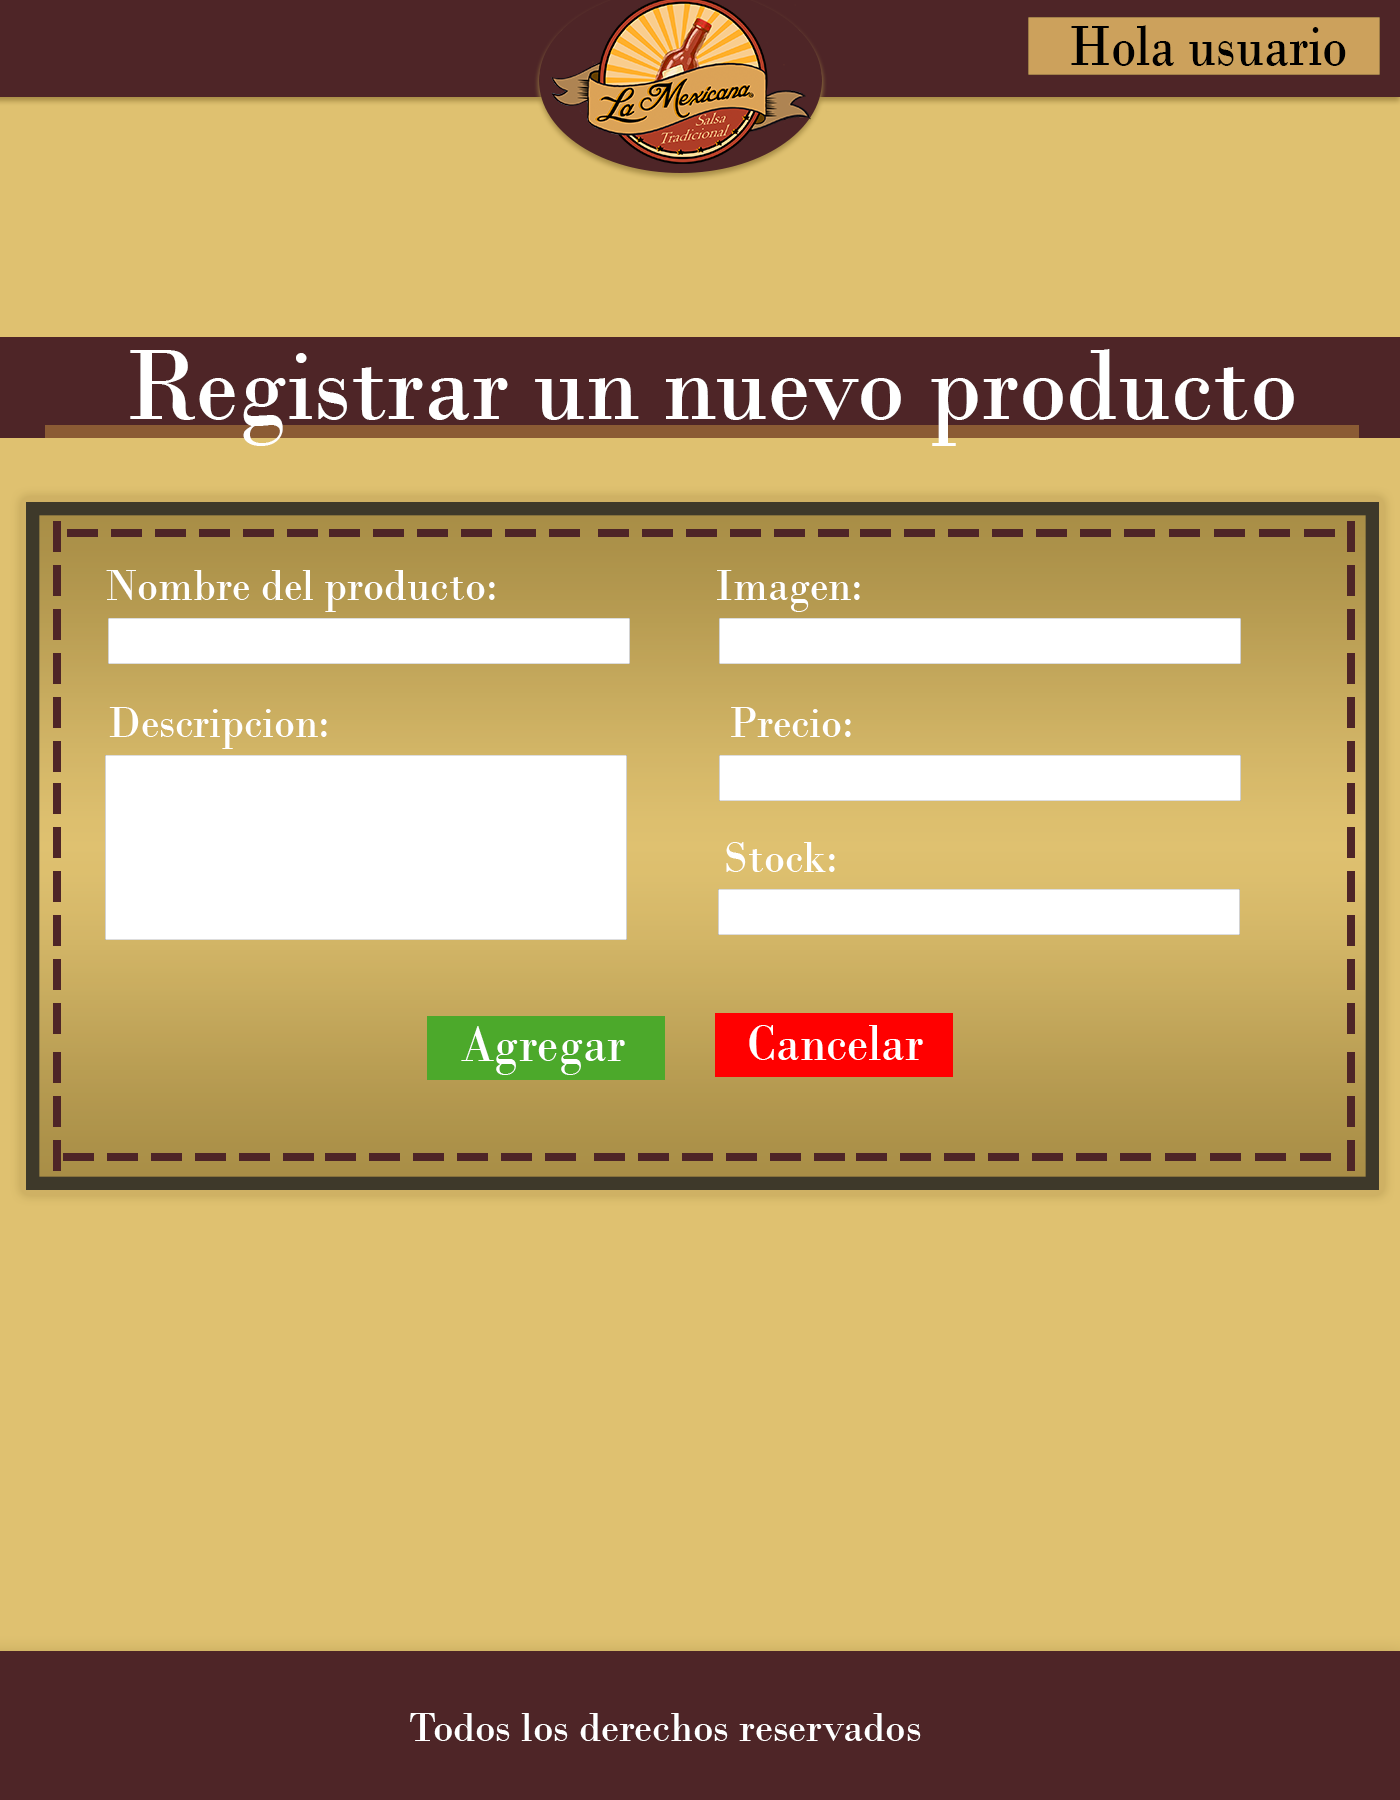 Hola usuario
La Mexicana
Salsa
Tradicional
Registrar un nuevo producto
Nombre del producto:
Imagen:
Descripcion:
Precio:
Stock:
Agregar
Cancelar
Todos los derechos reservados